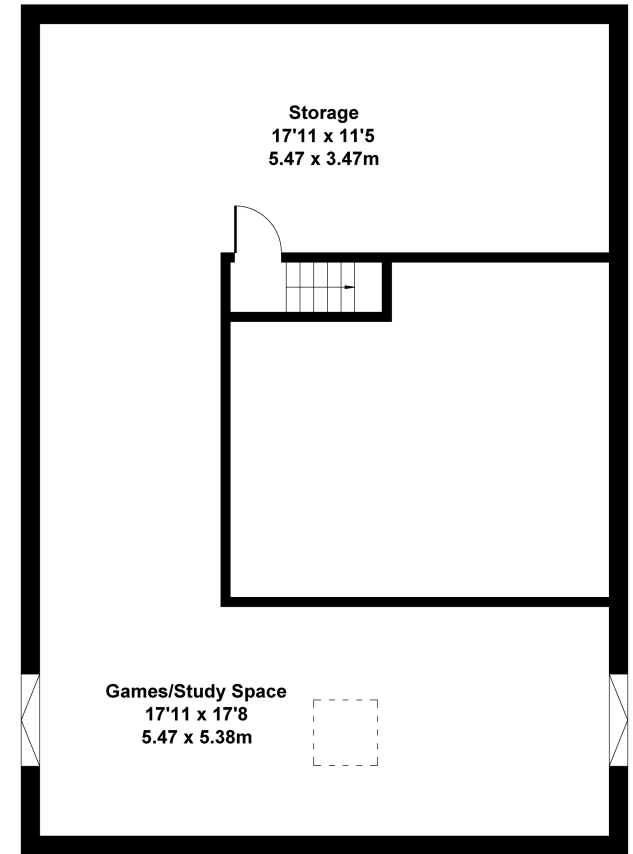 Storage
17'11 x 11'5
5.47 x 3.47m
Games/Study Space
17'11 x 17'8
5.47 x 5.38m